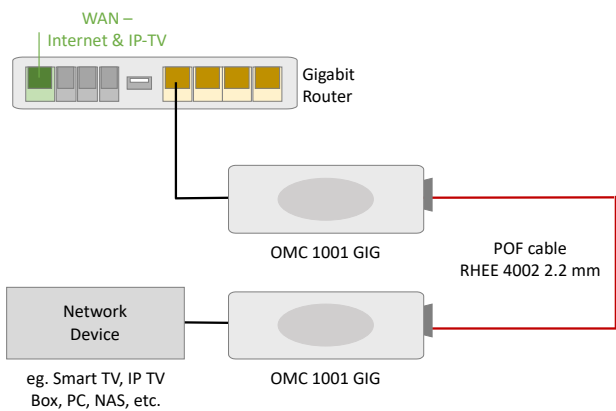 WAN –
Internet & IP-TV
Gigabit
Router
OMC 1001 GIG
POF cable
RHEE 4002 2.2 mm
Network
Device
OMC 1001 GIG
eg. Smart TV, IP TV
Box, PC, NAS, etc.